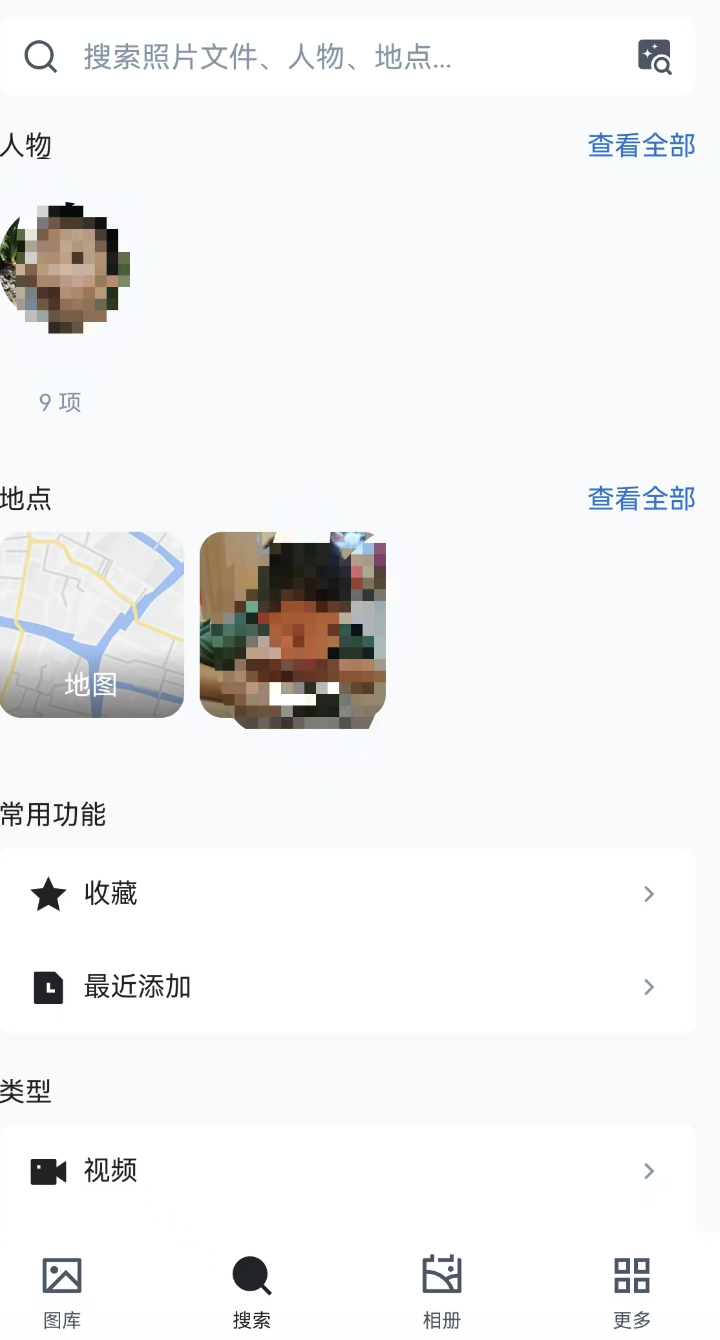 搜索照片文件、人物、地点...
人物
查看全部
9 项
地点
查看全部
地图
常用功能
收藏
最近添加
类型
视频
图库
搜索
相册
更多